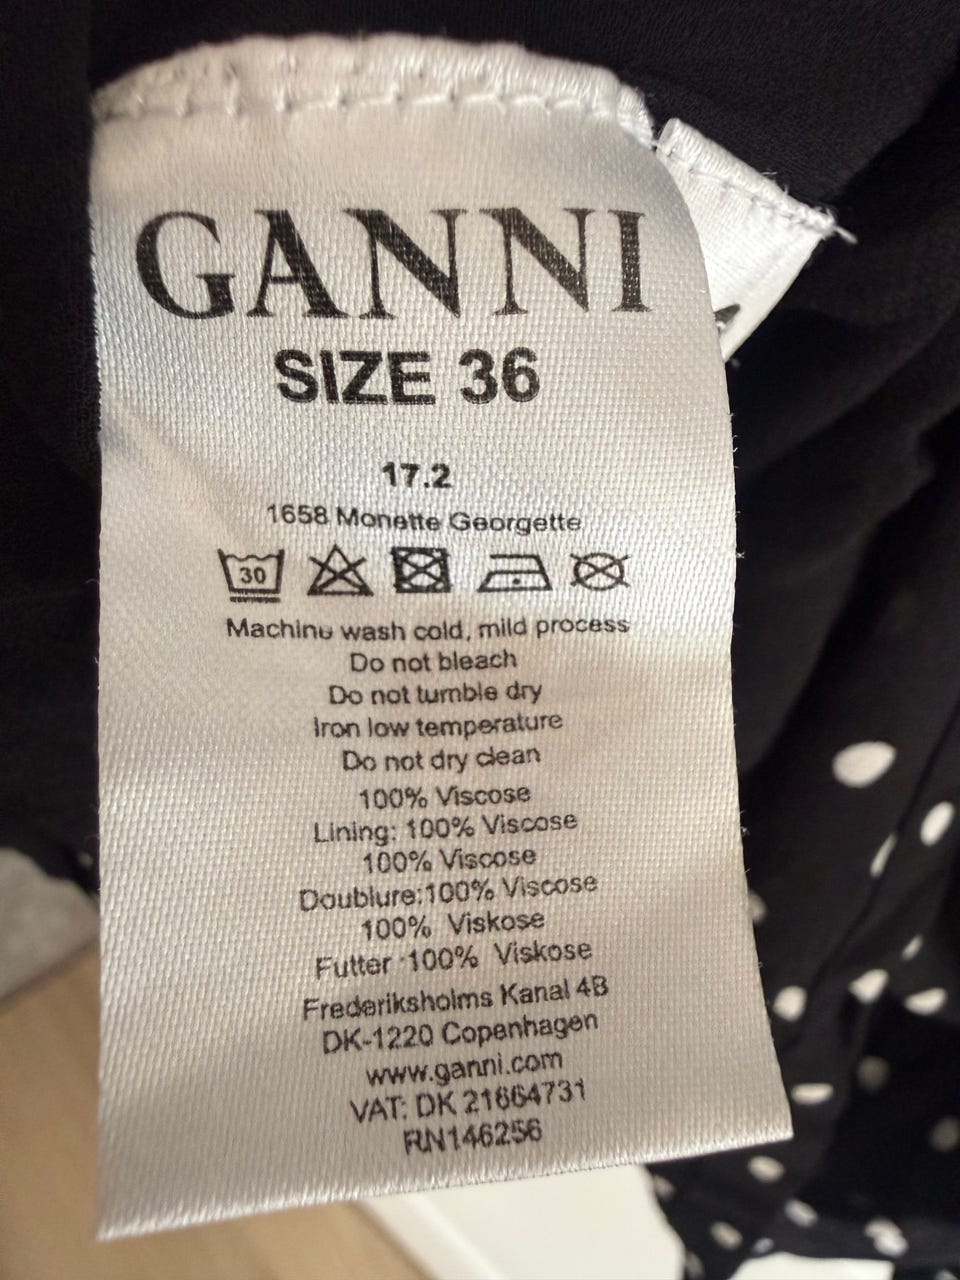 GANNI
SIZE 36
17.2
1658 Monette Georgette
30
Machine wash cold, mild process
Do not bleach
Do not tumble dry
Iron low temperature
Do not dry clean
100% Viscose
Lining: 100% Viscose
100% Viscose
Doublure:100% Viscose
100% Viskose
Futter :100% Viskose
Frederiksholms Kanal 4B
DK-1220 Copenhagen
www.ganni.com
VAT: DK 21664731
RN146256